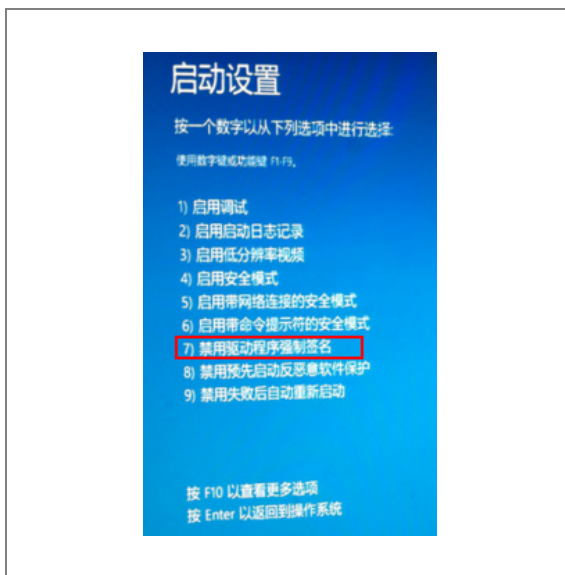 启动设置
按一个数字以从下列选项中进行选择:
使用数字键或功能键 F1-F9。
1) 启用调试
2) 启用启动日志记录
3) 启用低分辨率视频
4) 启用安全模式
5) 启用带网络连接的安全模式
6) 启用带命令提示符的安全模式
7) 禁用驱动程序强制签名
8) 禁用预先启动反恶意软件保护
9) 禁用失败后自动重新启动
按 F10 以查看更多选项
按 Enter 以返回到操作系统